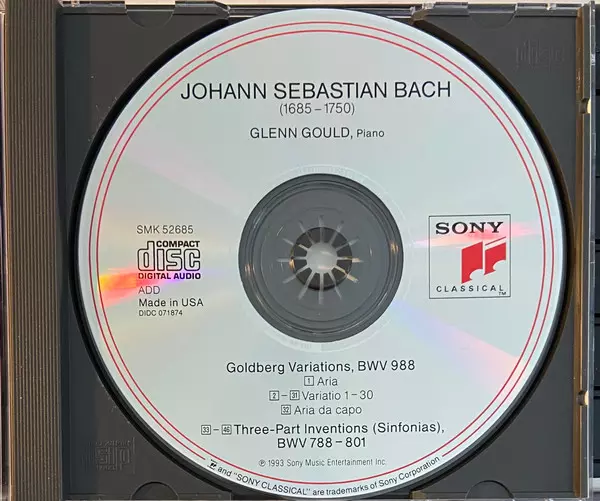 JOHANN SEBASTIAN BACH
(1685 – 1750)
GLENN GOULD, Piano
SMK 52685
COMPACT
disc
DIGITAL AUDIO
ADD
Made in USA
DIDC 071874
SONY
CLASSICAL™
Goldberg Variations, BWV 988
1 Aria
2 – 31 Variatio 1 – 30
32 Aria da capo
33 – 46 Three-Part Inventions (Sinfonias),
BWV 788 – 801
℗ 1993 Sony Music Entertainment Inc.
and "SONY CLASSICAL" are trademarks of Sony Corporation